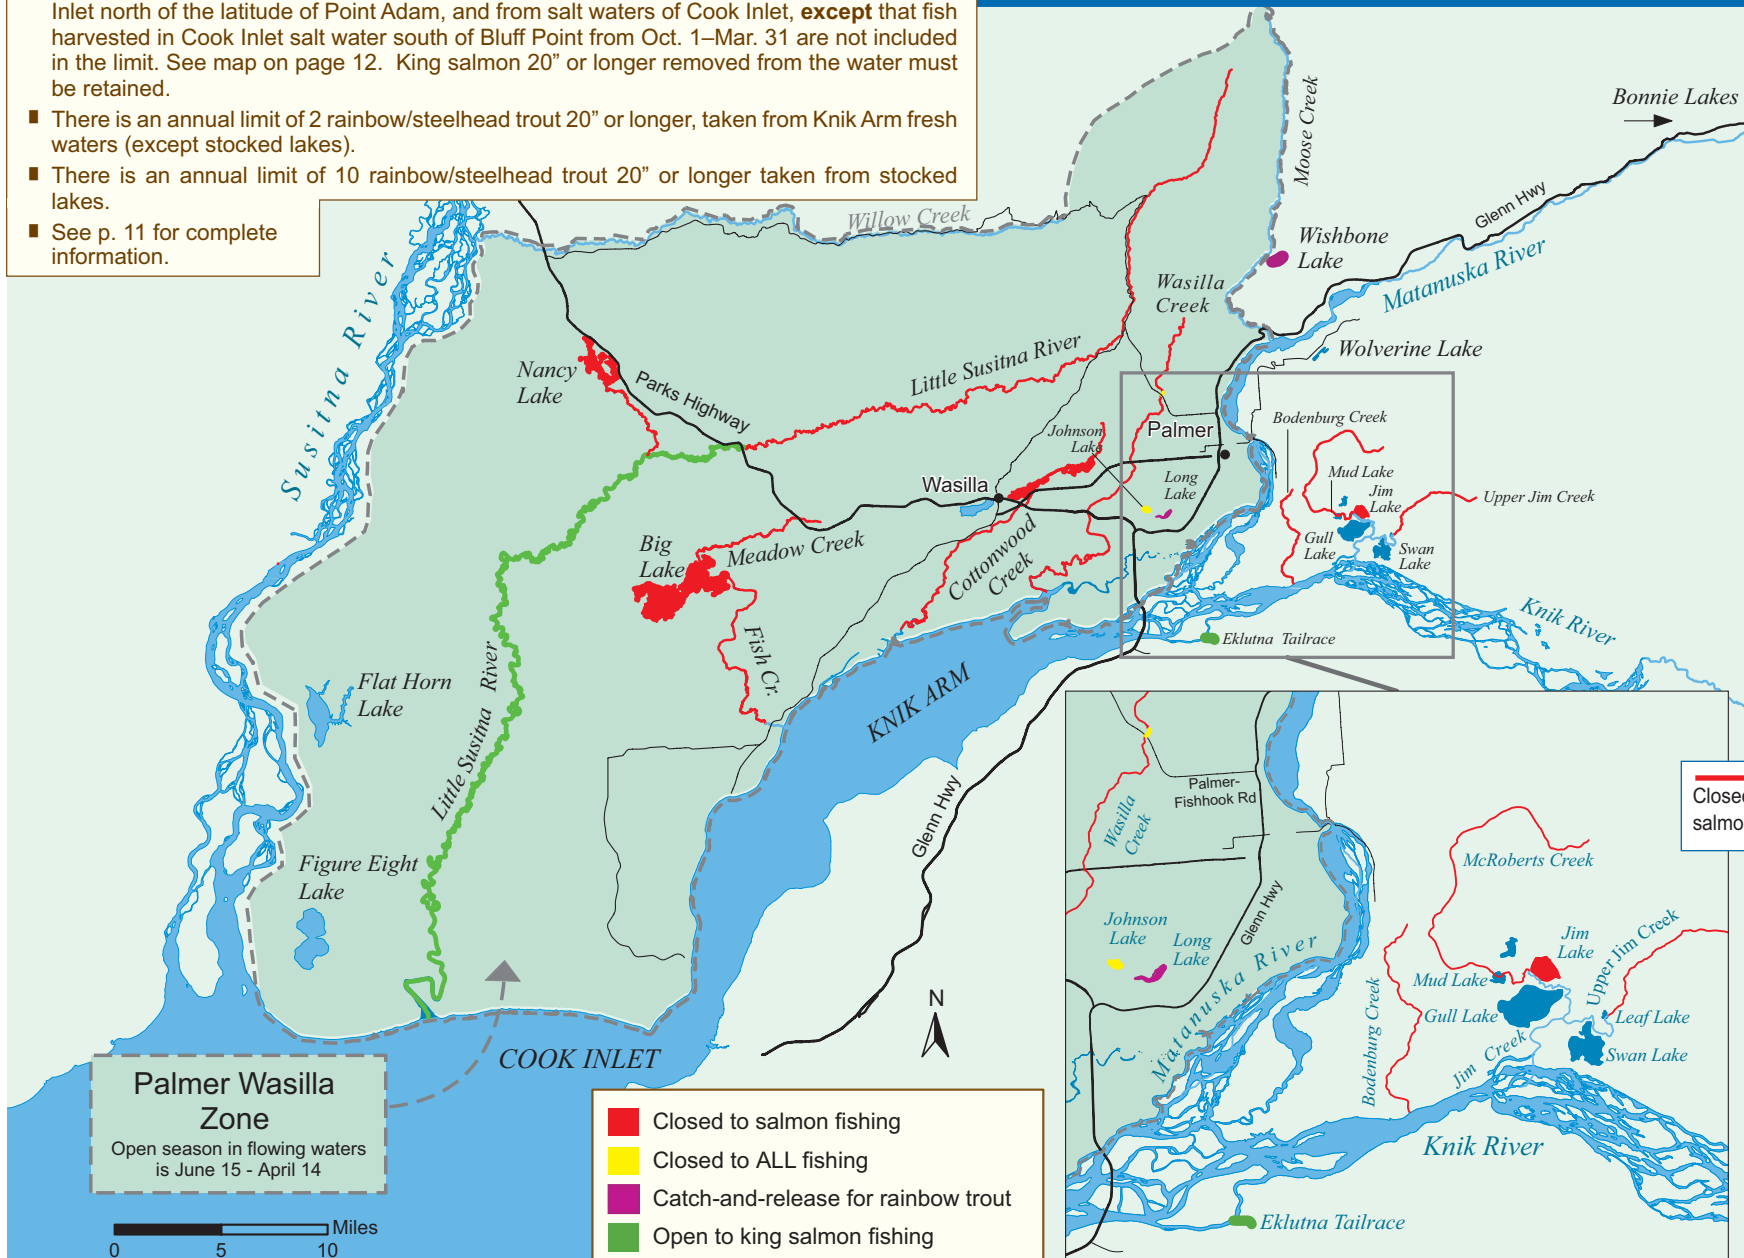 Inlet north of the latitude of Point Adam, and from salt waters of Cook Inlet, except that fish
harvested in Cook Inlet salt water south of Bluff Point from Oct. 1–Mar. 31 are not included
in the limit. See map on page 12.  King salmon 20” or longer removed from the water must
be retained.
There is an annual limit of 2 rainbow/steelhead trout 20” or longer, taken from Knik Arm fresh
waters (except stocked lakes).
There is an annual limit of 10 rainbow/steelhead trout 20” or longer taken from stocked
lakes.
See p. 11 for complete
information.
Bonnie Lakes
Moose Creek
Glenn Hwy
Willow Creek
Wishbone
Lake
Matanuska River
Wasilla
Creek
Susitna River
Wolverine Lake
Nancy
Lake
Parks Highway
Little Susitna River
Bodenburg Creek
Johnson
Lake
Palmer
Mud Lake
Jim
Lake
Upper Jim Creek
Wasilla
Long
Lake
Gull
Lake
Swan
Lake
Big
Lake
Meadow Creek
Cottonwood
Creek
Knik River
Eklutna Tailrace
Fish Cr.
Flat Horn
Lake
Little Susitna River
KNIK ARM
Glenn Hwy
Figure Eight
Lake
N
COOK INLET
Palmer Wasilla
Zone
Open season in flowing waters
is June 15 - April 14
Miles
0 5 10
Closed to salmon fishing
Closed to ALL fishing
Catch-and-release for rainbow trout
Open to king salmon fishing
Palmer-
Fishhook Rd
Wasilla
Creek
Close
salmo
McRoberts Creek
Glenn Hwy
Johnson
Lake
Long
Lake
Matanuska River
Jim
Lake
Upper Jim Creek
Mud Lake
Bodenburg Creek
Gull Lake
Leaf Lake
Jim Creek
Swan Lake
Knik River
Eklutna Tailrace